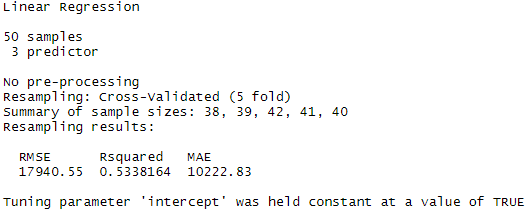 Linear Regression
50 samples
3 predictor
No pre-processing
Resampling: Cross-Validated (5 fold)
Summary of sample sizes: 38, 39, 42, 41, 40
Resampling results:
RMSE Rsquared MAE
17940.55 0.5338164 10222.83
Tuning parameter 'intercept' was held constant at a value of TRUE